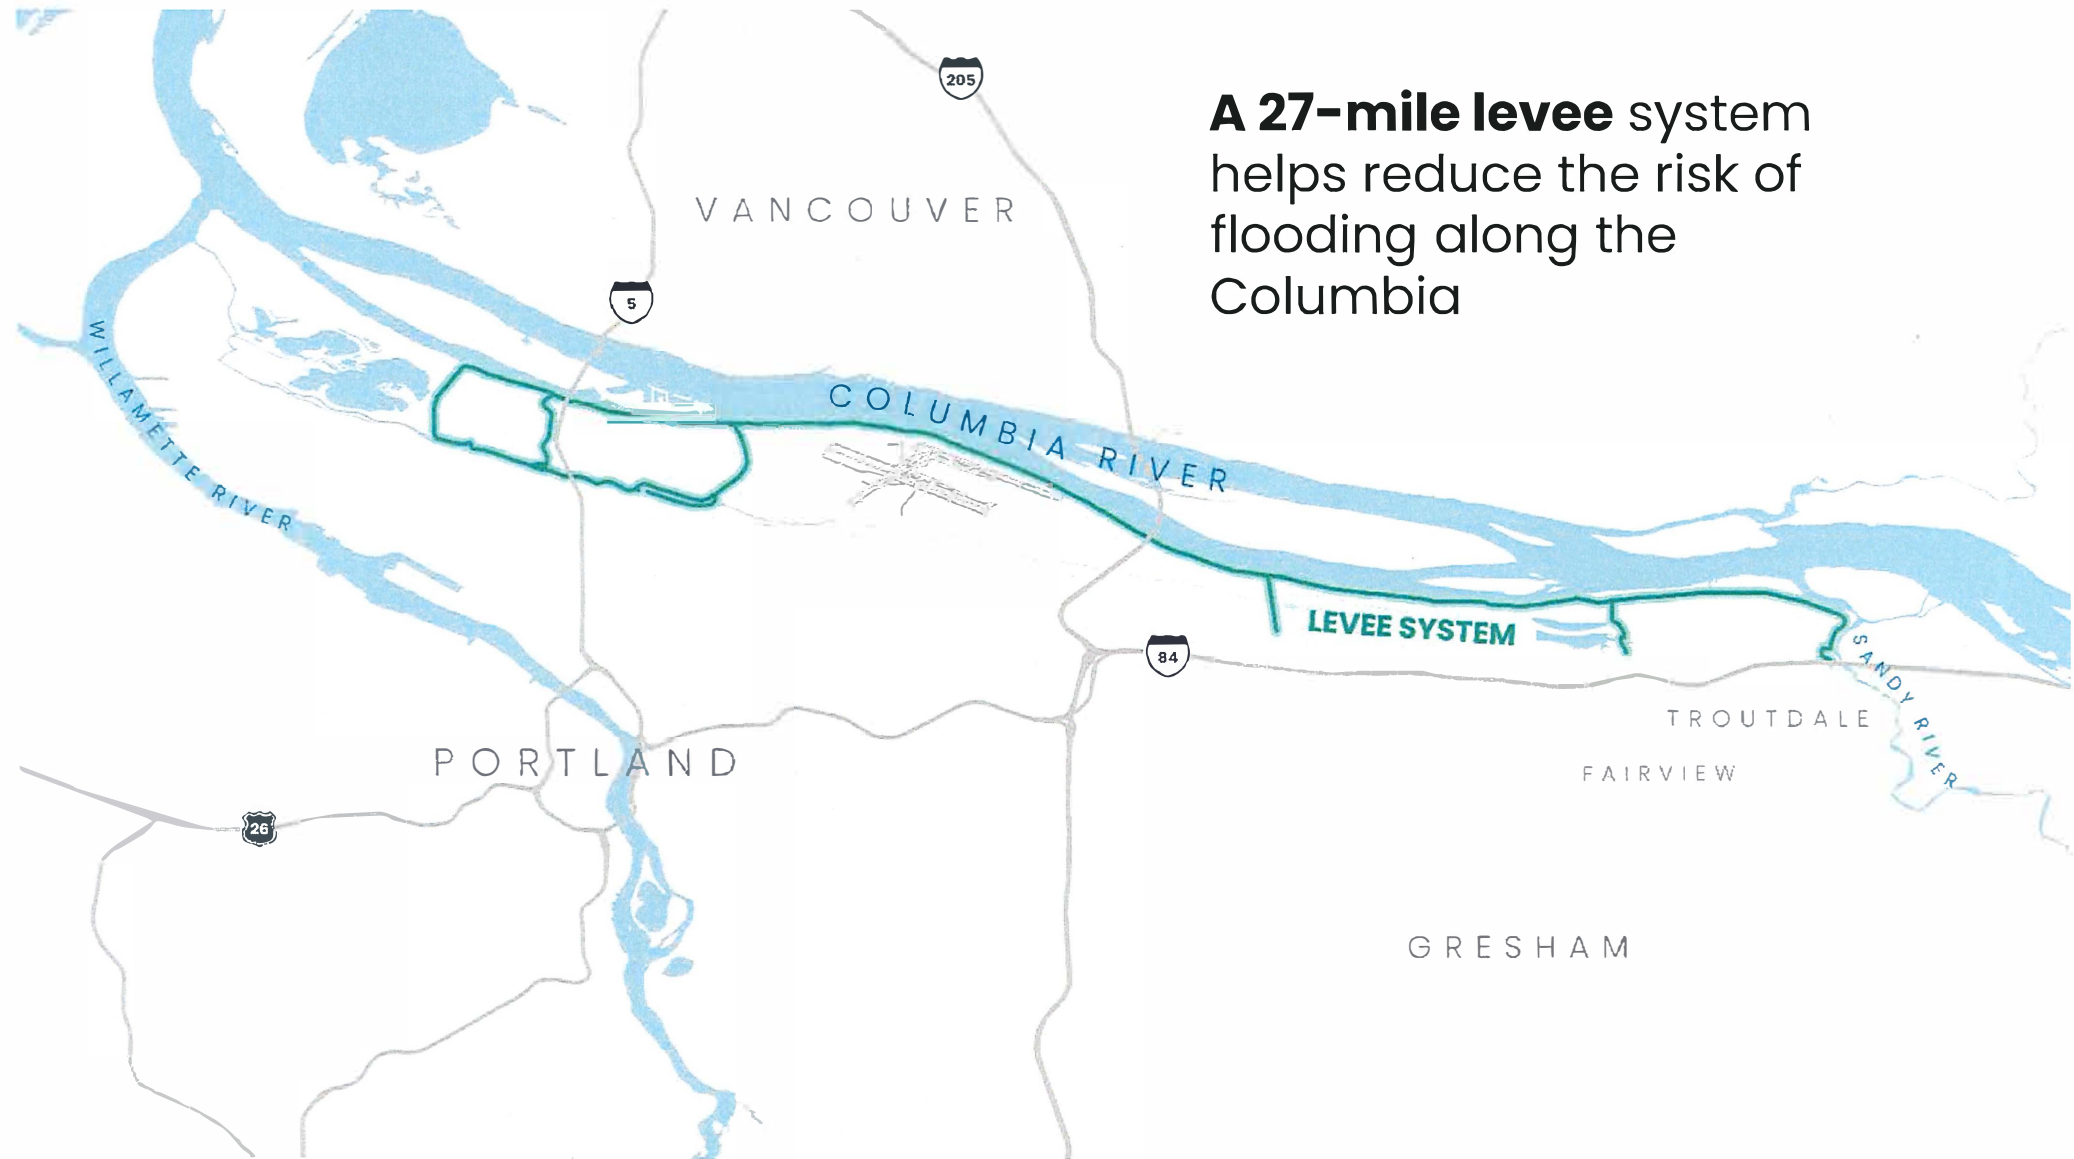 205
A 27-mile levee system
helps reduce the risk of
flooding along the
Columbia
VANCOUVER
5
WILLAMETTE RIVER
COLUMBIA RIVER
LEVEE SYSTEM
84
SANDY RIVER
TROUTDALE
PORTLAND
FAIRVIEW
26
GRESHAM